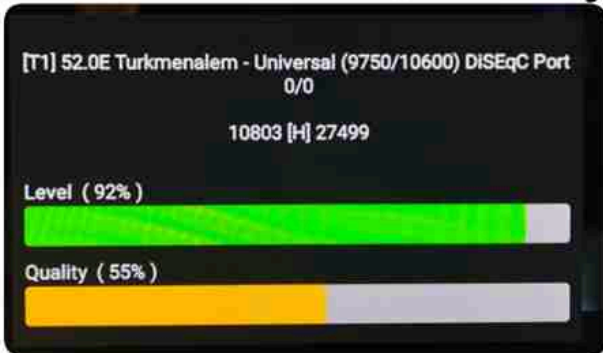 [T1] 52.0E Turkmenalem - Universal (9750/10600) DiSEqC Port
0/0
10803 [H] 27499
Level ( 92% )
Quality ( 55% )